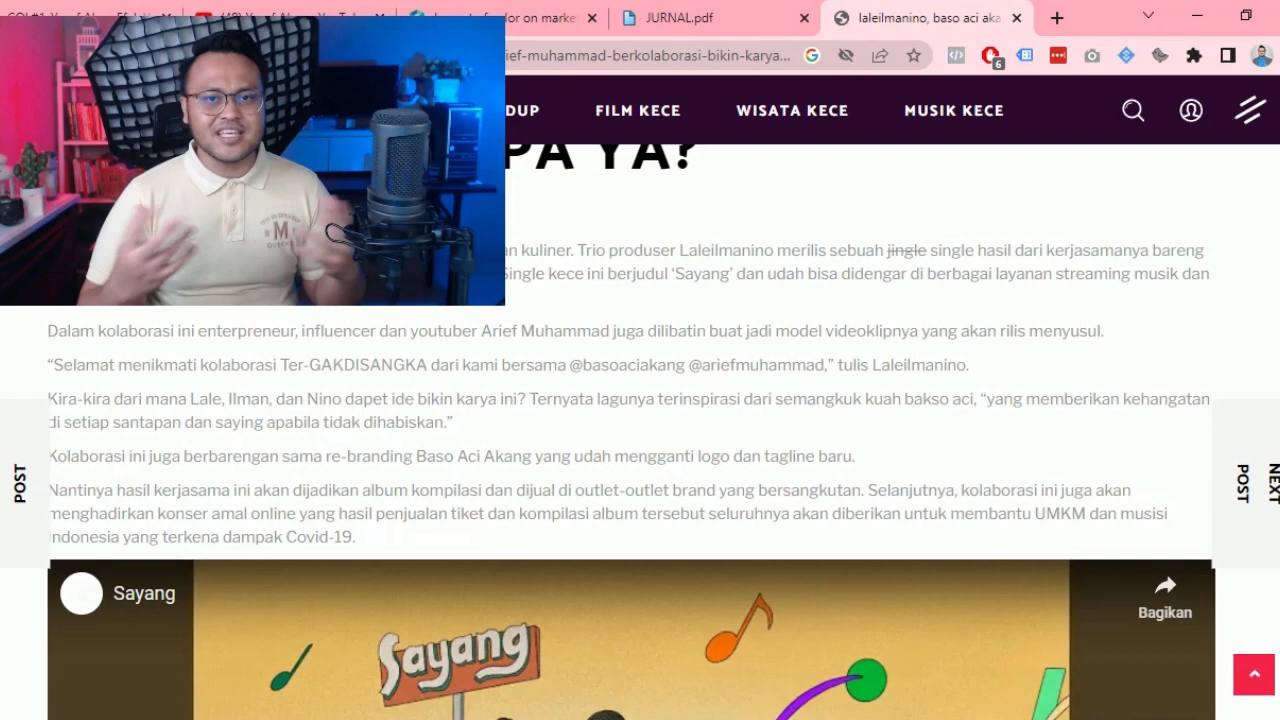 JURNAL.pdf
laleilmanino, baso aci aka
ief-muhammad-berkolaborasi-bikin-karya...
6
DUP FILM KECE WISATA KECE MUSIK KECE
PA YA?
M
n kuliner. Trio produser Laleilmanino merilis sebuah jingle single hasil dari kerjasamanya bareng
Single kece ini berjudul ‘Sayang’ dan udah bisa didengar di berbagai layanan streaming musik dan
Dalam kolaborasi ini enterpreneur, influencer dan youtuber Arief Muhammad juga dilibatin buat jadi model videoklipnya yang akan rilis menyusul.
“Selamat menikmati kolaborasi Ter-GAKDISANGKA dari kami bersama @basoaciakang @ariefmuhammad,” tulis Laleilmanino.
Kira-kira dari mana Lale, Ilman, dan Nino dapet ide bikin karya ini? Ternyata lagunya terinspirasi dari semangkuk kuah bakso aci, “yang memberikan kehangatan
di setiap santapan dan saying apabila tidak dihabiskan.”
Kolaborasi ini juga berbarengan sama re-branding Baso Aci Akang yang udah mengganti logo dan tagline baru.
Nantinya hasil kerjasama ini akan dijadikan album kompilasi dan dijual di outlet-outlet brand yang bersangkutan. Selanjutnya, kolaborasi ini juga akan
menghadirkan konser amal online yang hasil penjualan tiket dan kompilasi album tersebut seluruhnya akan diberikan untuk membantu UMKM dan musisi
Indonesia yang terkena dampak Covid-19.
POST
NEXT
POST
Sayang
Bagikan
Sayang